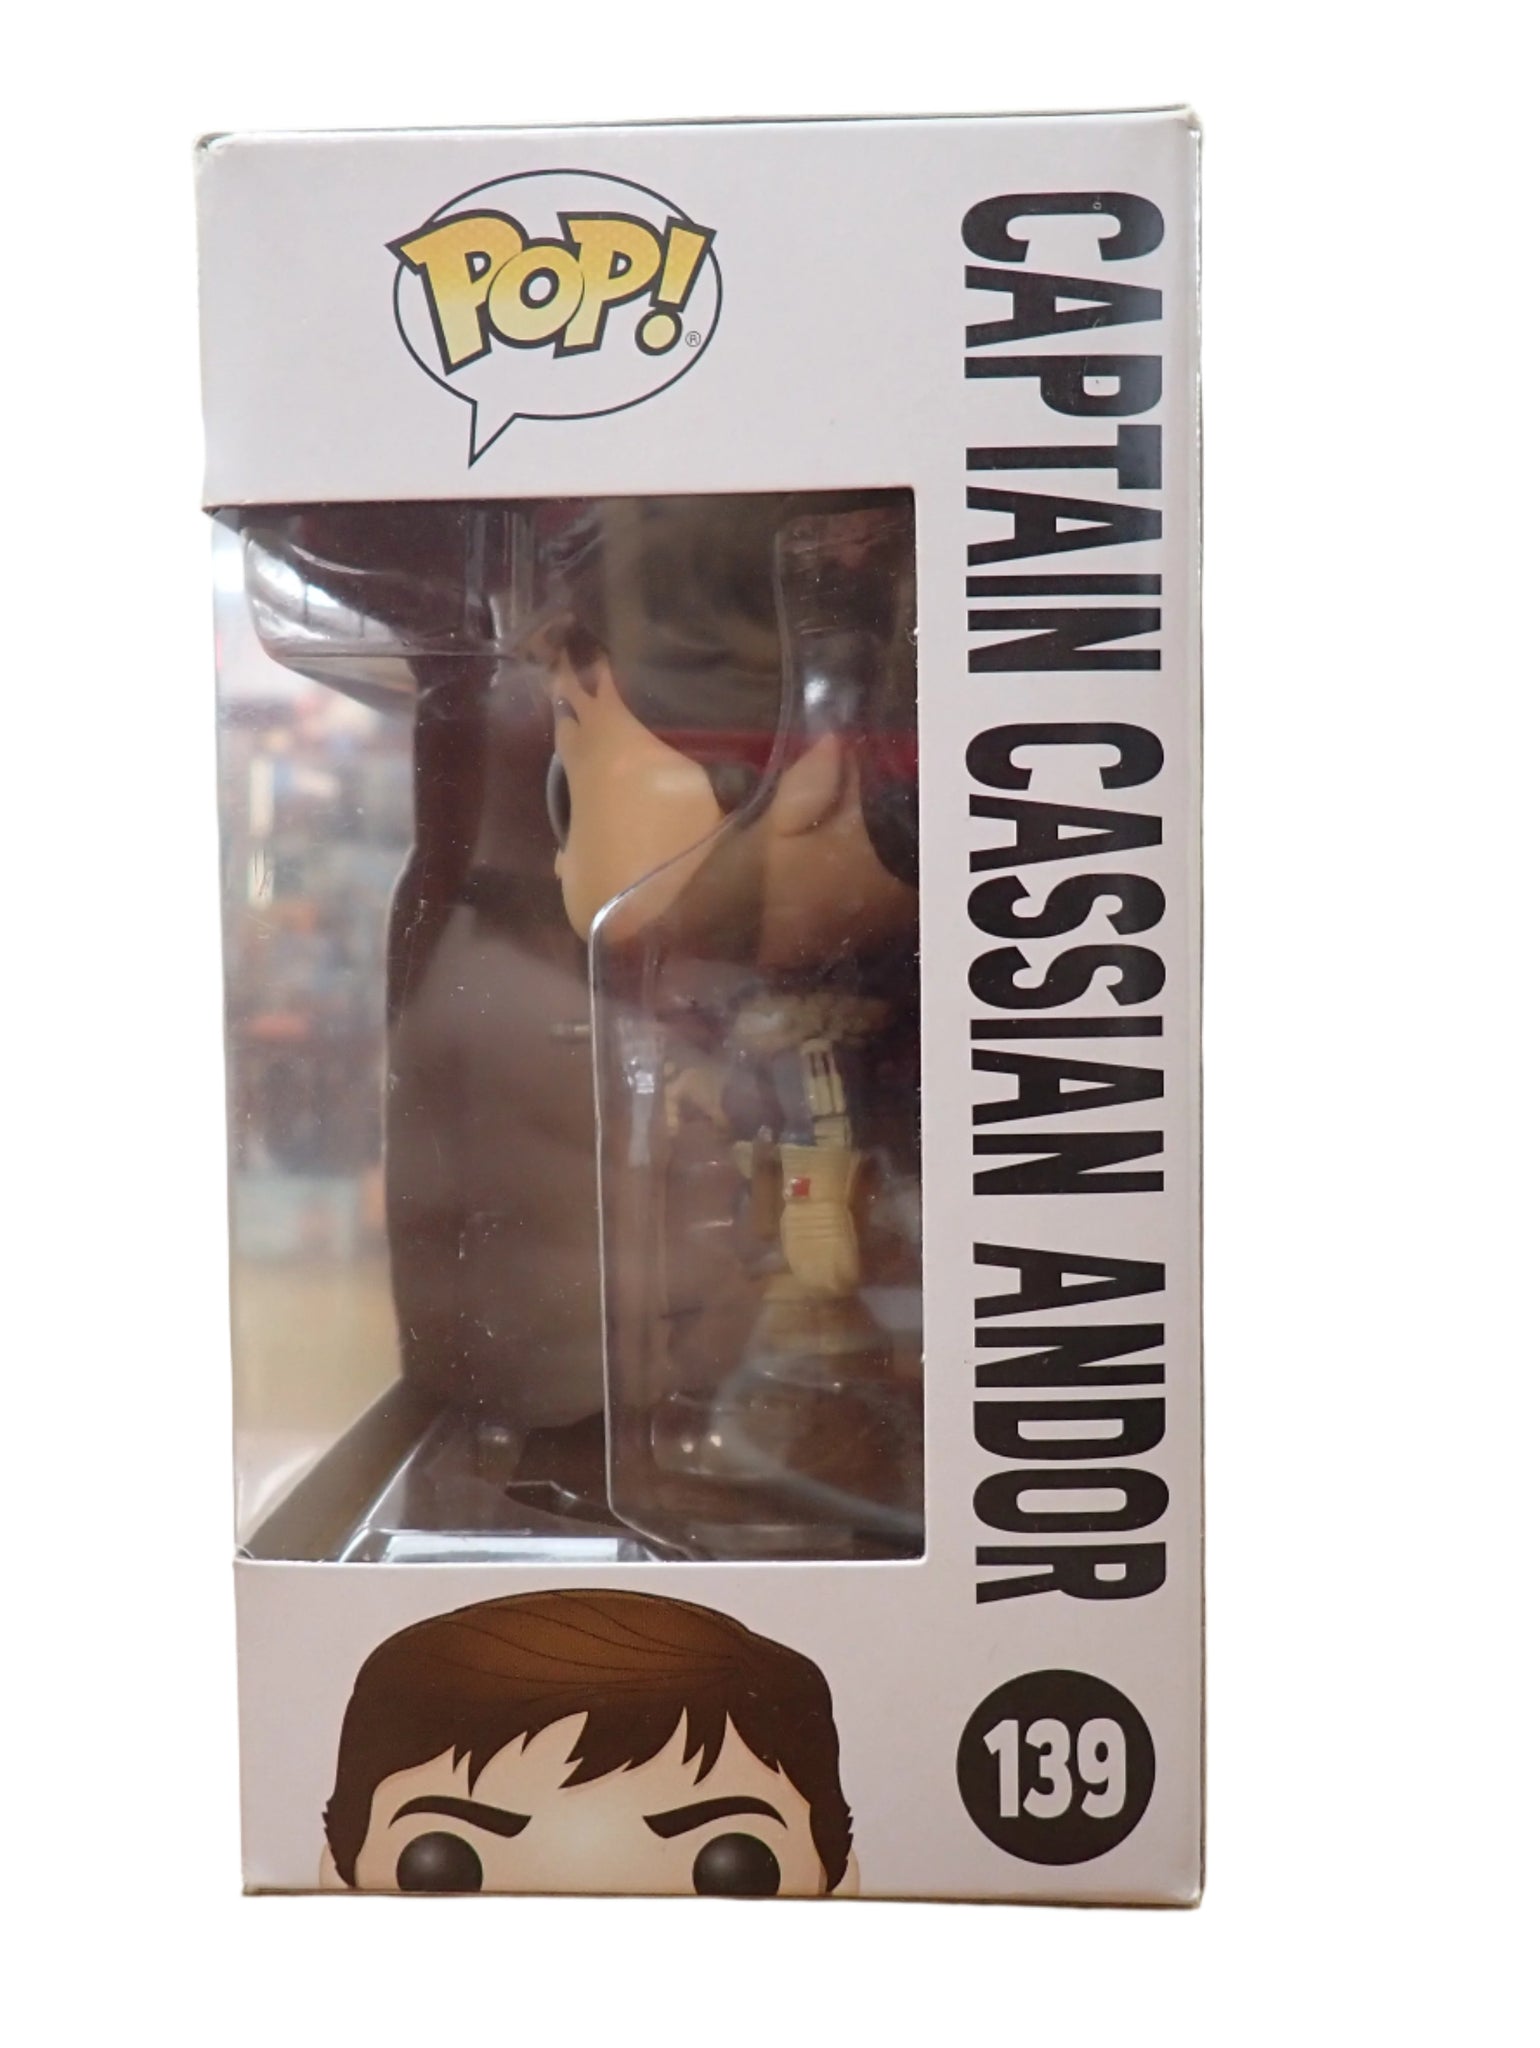 POP!®
CAPTAIN CASSIAN ANDOR
139